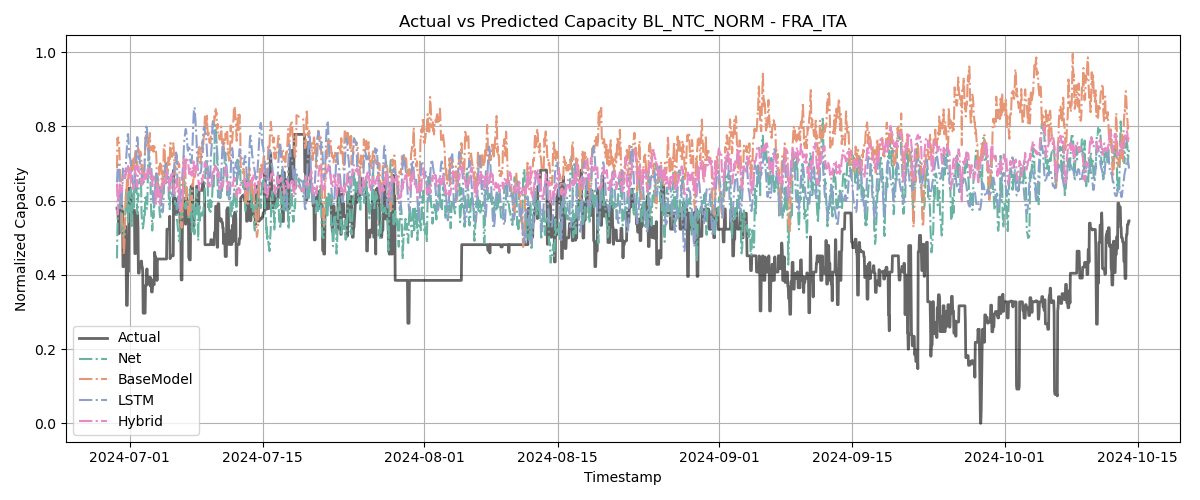 Actual vs Predicted Capacity BL_NTC_NORM - FRA_ITA
Normalized Capacity
1.0
0.8
0.6
0.4
0.2
0.0
Actual
Net
BaseModel
LSTM
Hybrid
2024-07-01 2024-07-15 2024-08-01 2024-08-15 2024-09-01 2024-09-15 2024-10-01 2024-10-15
Timestamp